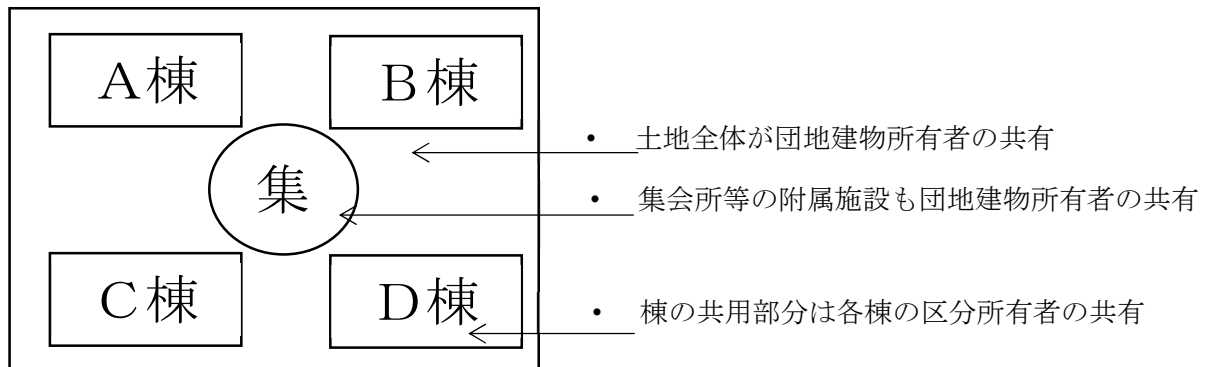 A棟
B棟
・ 土地全体が団地建物所有者の共有
集
・ 集会所等の附属施設も団地建物所有者の共有
C棟
D棟
・ 棟の共用部分は各棟の区分所有者の共有